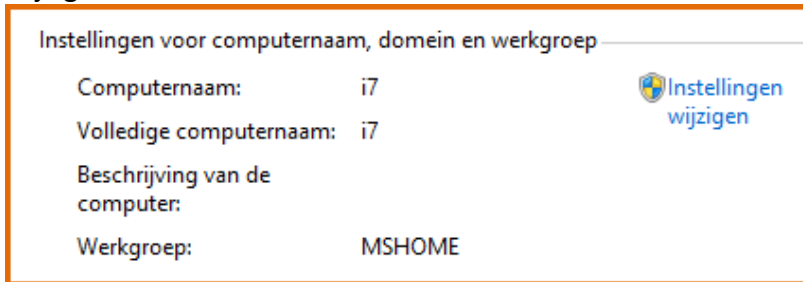 Instellingen voor computernaam, domein en werkgroep
Computernaam: i7 Instellingen
wijzigen
Volledige computernaam: i7
Beschrijving van de
computer:
Werkgroep: MSHOME